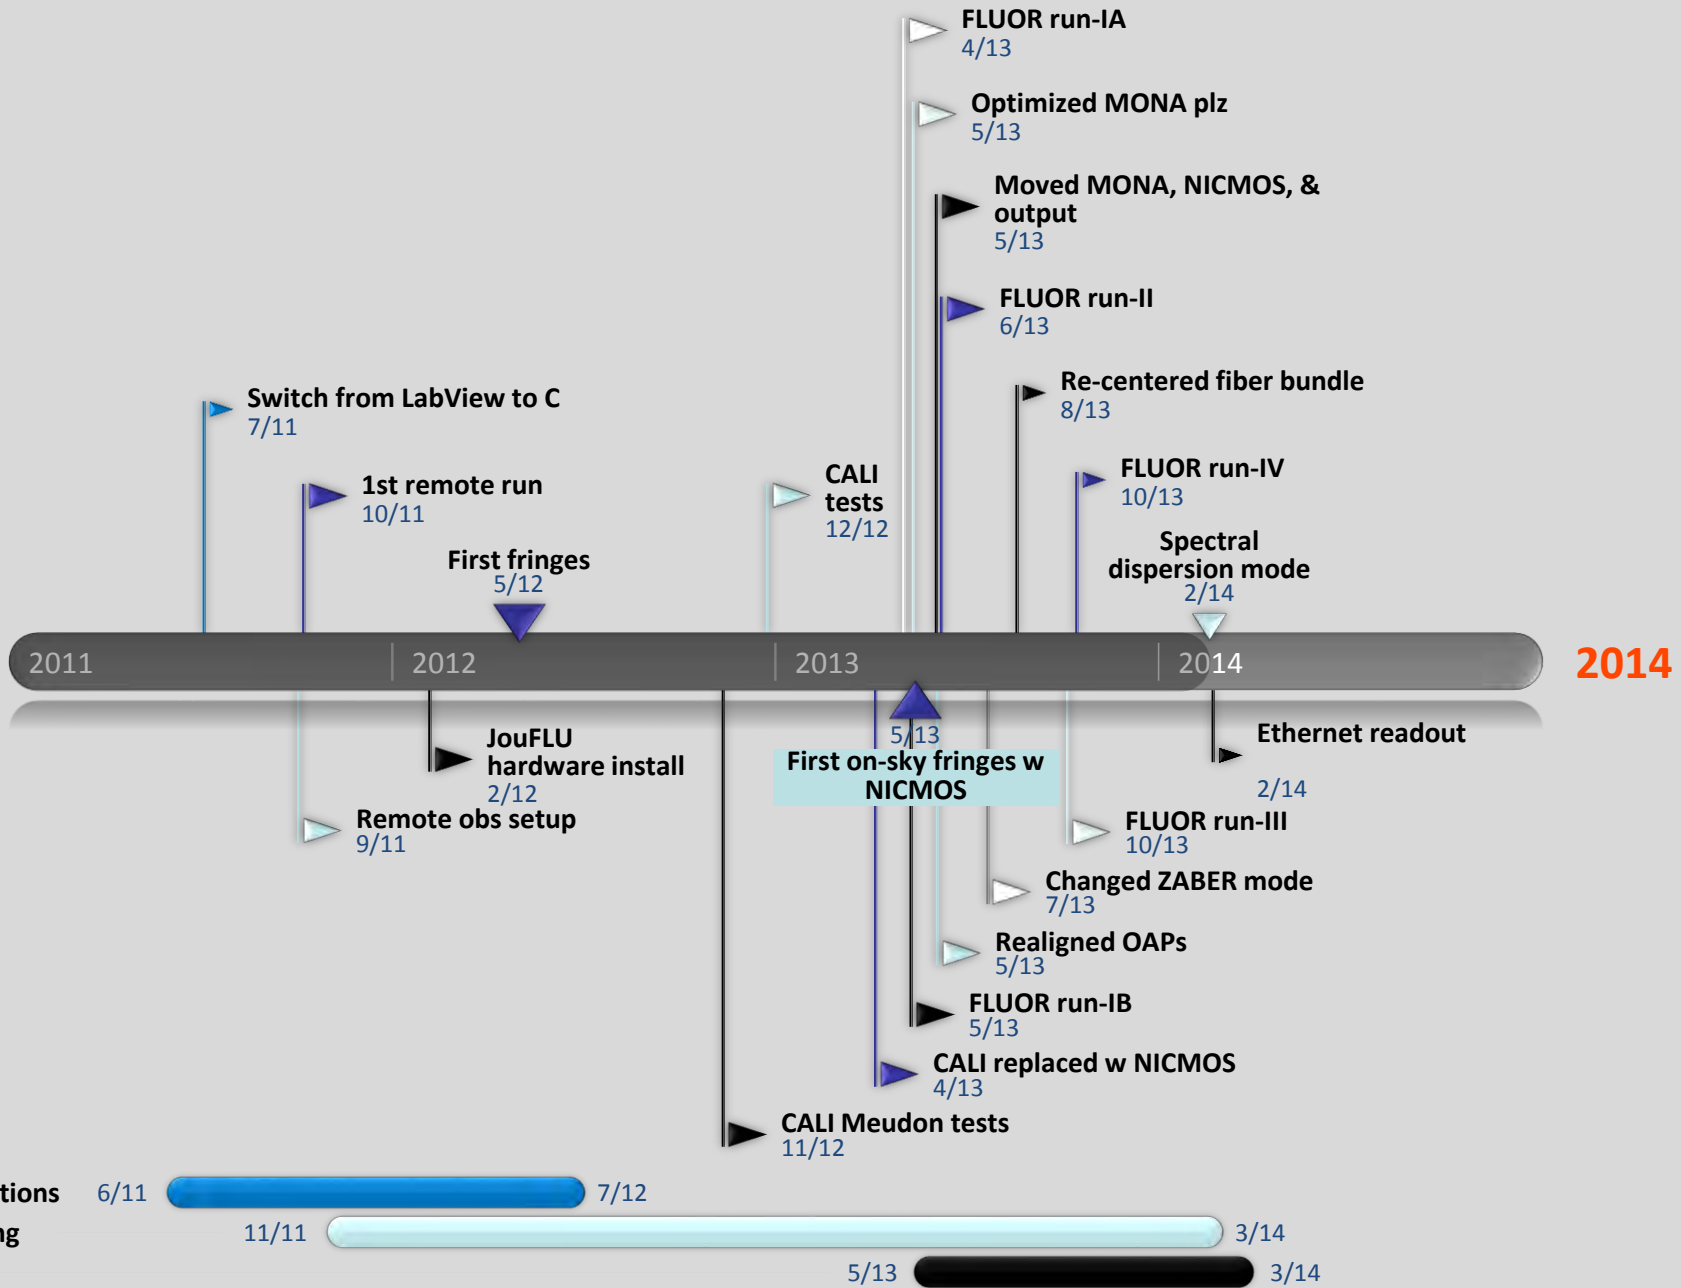 FLUOR run-IA
4/13
Optimized MONA plz
5/13
Moved MONA, NICMOS, &
output
5/13
FLUOR run-II
6/13
Switch from LabView to C
7/11
Re-centered fiber bundle
8/13
1st remote run
10/11
CALI
tests
12/12
FLUOR run-IV
10/13
First fringes
5/12
Spectral
dispersion mode
2/14
2011
2012
2013
2014
2014
JouFLU
hardware install
2/12
5/13
First on-sky fringes w
NICMOS
Ethernet readout
2/14
Remote obs setup
9/11
FLUOR run-III
10/13
Changed ZABER mode
7/13
Realigned OAPs
5/13
FLUOR run-IB
5/13
CALI replaced w NICMOS
4/13
CALI Meudon tests
11/12
tions 6/11 7/12
ng 11/11 3/14
5/13 3/14